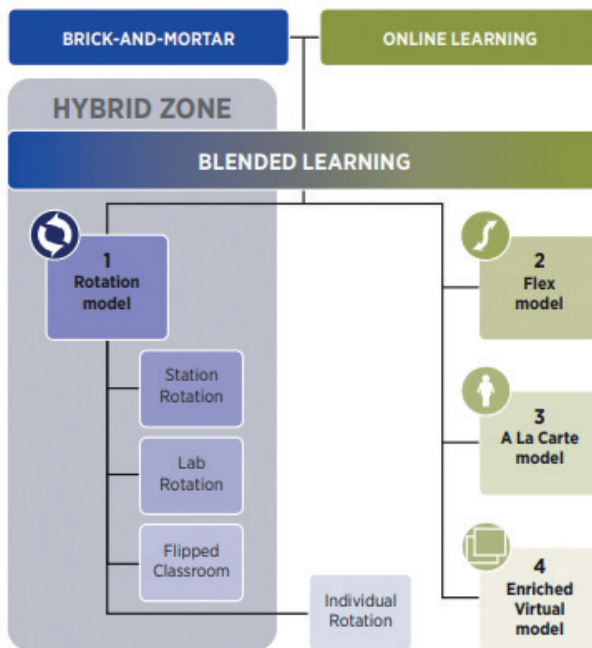 BRICK-AND-MORTAR
ONLINE LEARNING
HYBRID ZONE
BLENDED LEARNING
1
Rotation
model
Station
Rotation
Lab
Rotation
Flipped
Classroom
Individual
Rotation
2
Flex
model
3
A La Carte
model
4
Enriched
Virtual
model